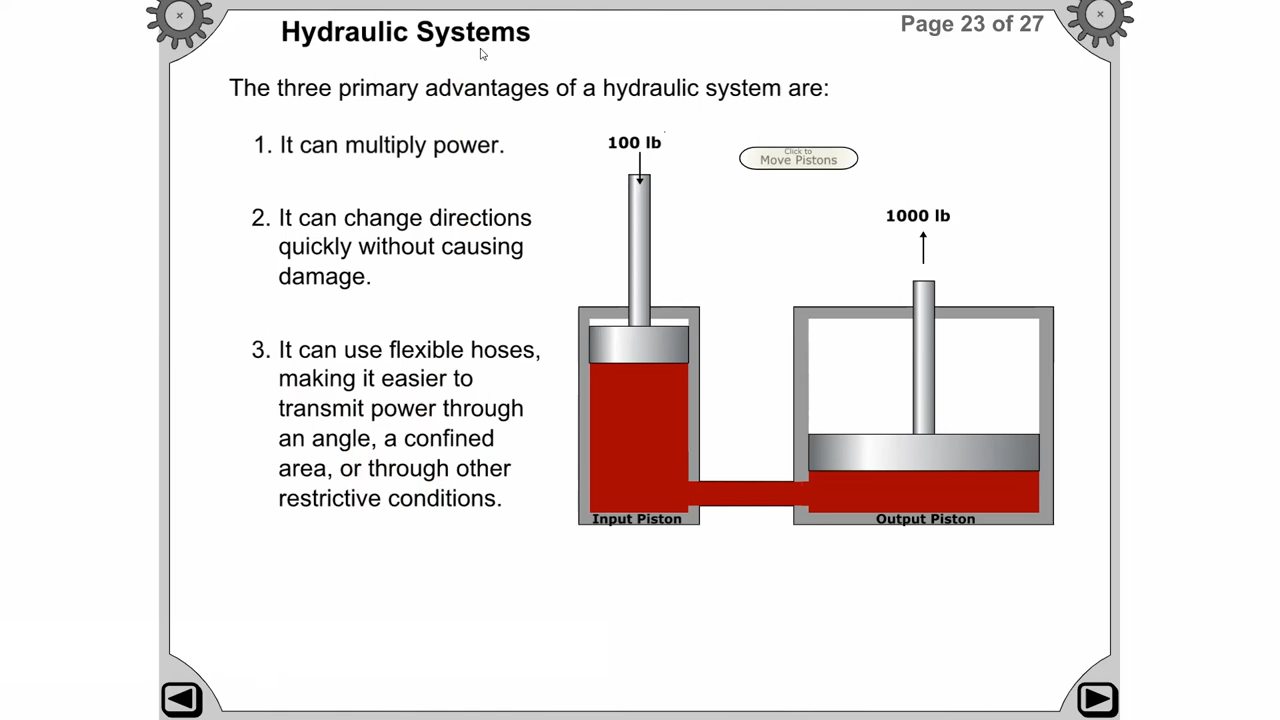 Hydraulic Systems
Page 23 of 27
The three primary advantages of a hydraulic system are:
1. It can multiply power.
2. It can change directions
quickly without causing
damage.
3. It can use flexible hoses,
making it easier to
transmit power through
an angle, a confined
area, or through other
restrictive conditions.
100 lb
Click to
Move Pistons
1000 lb
Input Piston
Output Piston